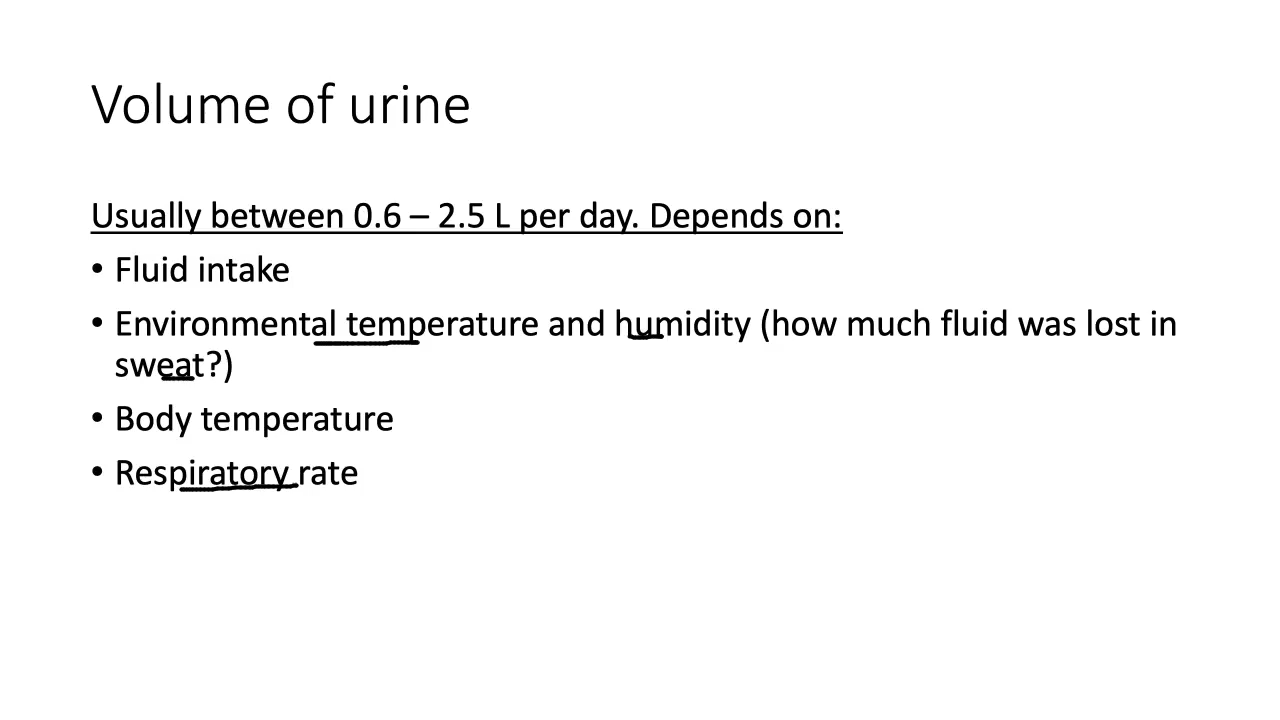 Volume of urine
Usually between 0.6 – 2.5 L per day. Depends on:
• Fluid intake
• Environmental temperature and humidity (how much fluid was lost in
sweat?)
• Body temperature
• Respiratory rate